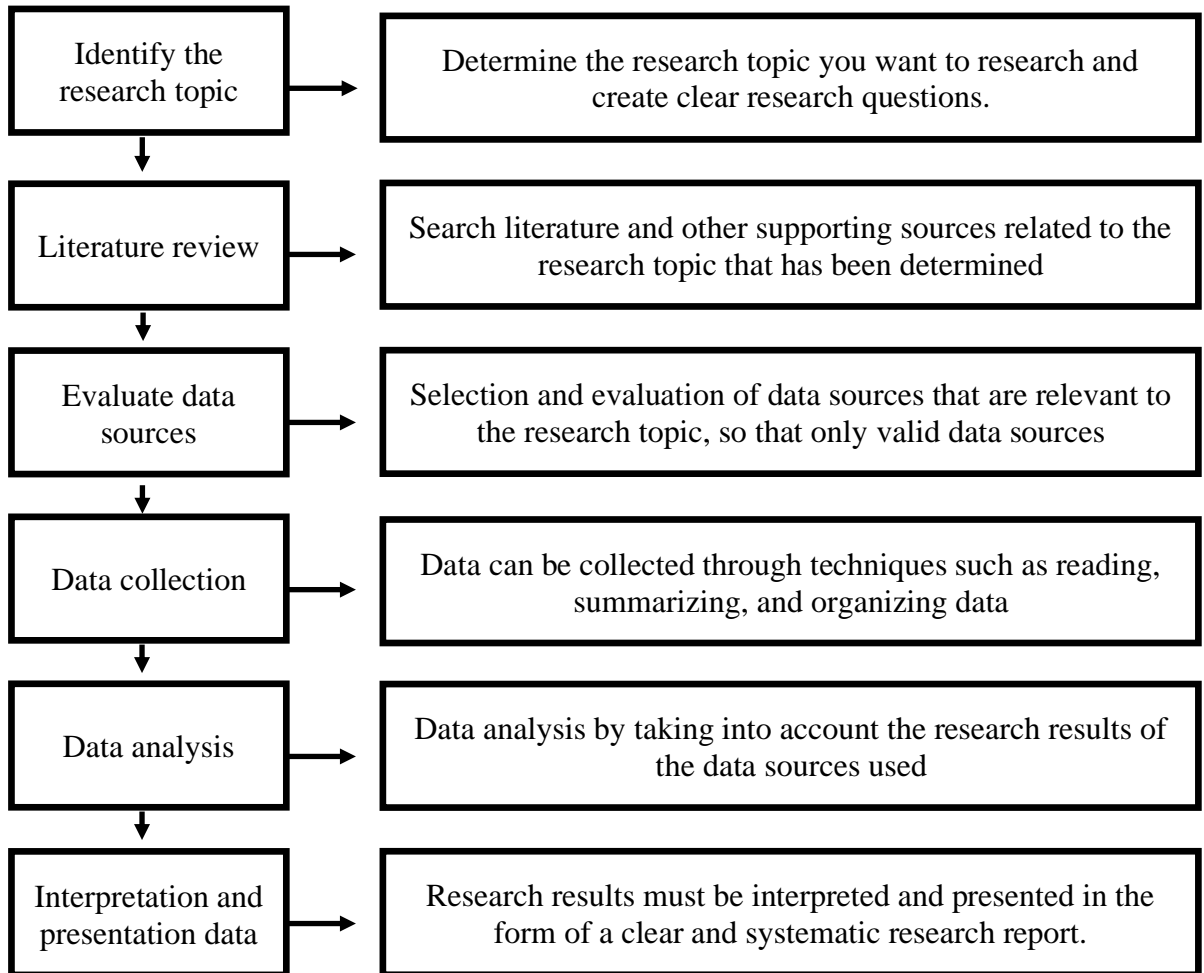 Identify the
research topic
Determine the research topic you want to research and
create clear research questions.
Literature review
Search literature and other supporting sources related to the
research topic that has been determined
Evaluate data
sources
Selection and evaluation of data sources that are relevant to
the research topic, so that only valid data sources
Data collection
Data can be collected through techniques such as reading,
summarizing, and organizing data
Data analysis
Data analysis by taking into account the research results of
the data sources used
Interpretation and
presentation data
Research results must be interpreted and presented in the
form of a clear and systematic research report.